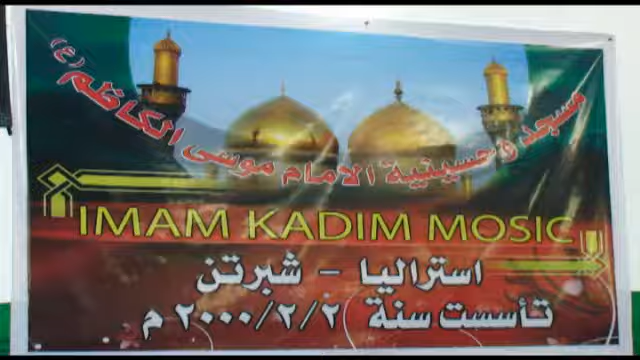 مسجد وحسينية الامام موسى الكاظم (ع)
IMAM KADIM MOSIC
استراليا - شبرتن
تأسست سنة ٢٠٠٠/٢/٢ م